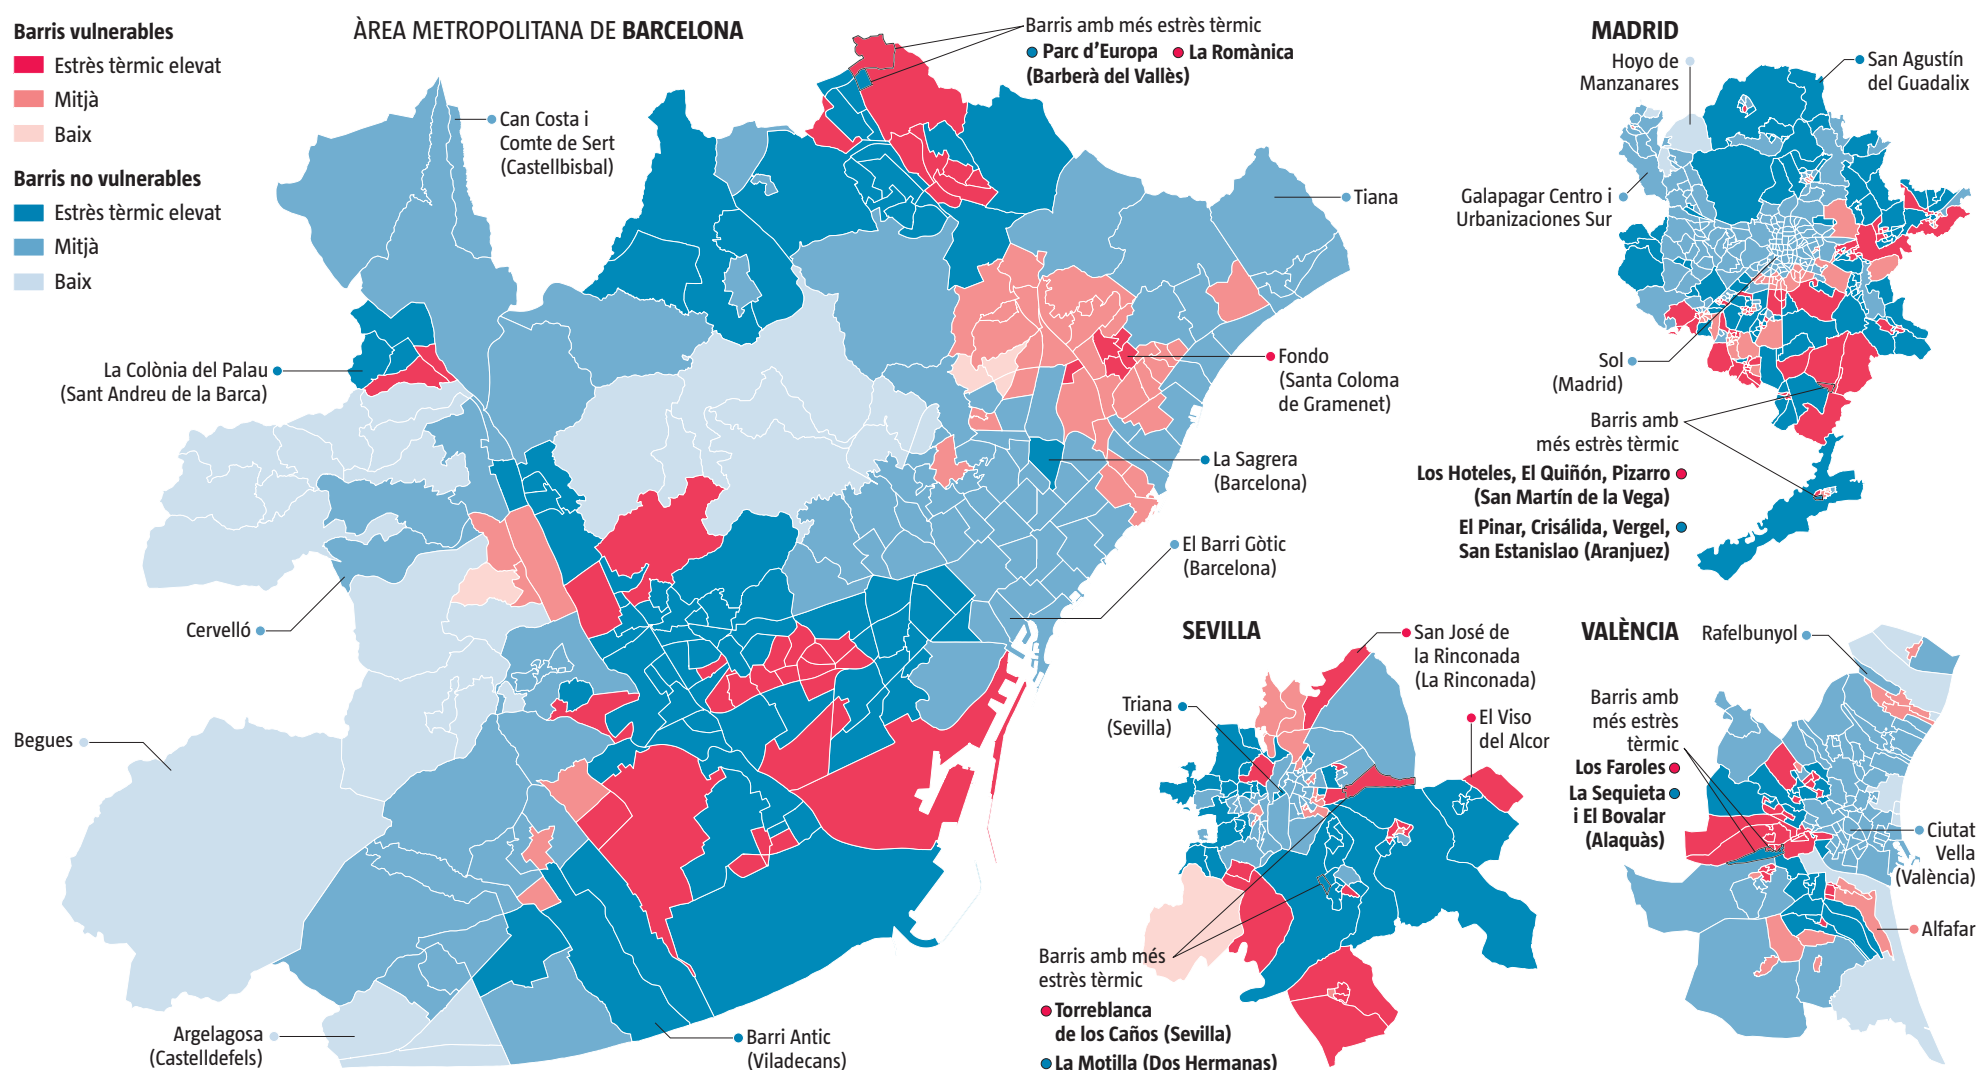 Barris vulnerables
Estrès tèrmic elevat
Mitjà
Baix
Barris no vulnerables
Estrès tèrmic elevat
Mitjà
Baix
ÀREA METROPOLITANA DE BARCELONA
Barris amb més estrès tèrmic
Parc d'Europa La Romànica
(Barberà del Vallès)
Can Costa i
Comte de Sert
(Castellbisbal)
Tiana
La Colònia del Palau
(Sant Andreu de la Barca)
Fondo
(Santa Coloma
de Gramenet)
La Sagrera
(Barcelona)
El Barri Gòtic
(Barcelona)
Cervelló
Begues
Argelagosa
(Castelldefels)
Barri Antic
(Viladecans)
MADRID
Hoyo de
Manzanares
San Agustín
del Guadalix
Galapagar Centro i
Urbanizaciones Sur
Sol
(Madrid)
Barris amb
més estrès tèrmic
Los Hoteles, El Quiñón, Pizarro
(San Martín de la Vega)
El Pinar, Crisálida, Vergel,
San Estanislao (Aranjuez)
SEVILLA
San José de
la Rinconada
(La Rinconada)
Triana
(Sevilla)
El Viso
del Alcor
Barris amb més
estrès tèrmic
Torreblanca
de los Caños (Sevilla)
La Motilla (Dos Hermanas)
VALÈNCIA
Rafelbunyol
Barris amb
més estrès
tèrmic
Los Faroles
La Sequieta
i El Bovalar
(Alaquàs)
Ciutat
Vella
(València)
Alfafar